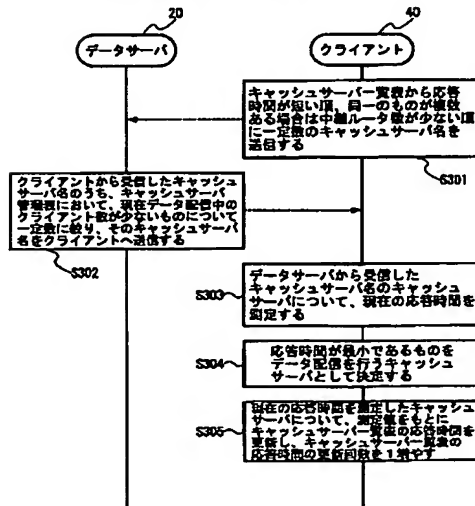 20
データサーバ
40
クライアント
キャッシュサーバ一覧表から応答
時間が短い順、同一のものが複数
ある場合は中継ルータ数が少ない順
に一定数のキャッシュサーバ名を
送信する
S301
クライアントから受信したキャッシュ
サーバ名のうち、キャッシュサーバ
管理表において、現在データ配信中の
クライアント数が少ないものについて
一定数に絞り、そのキャッシュサーバ
名をクライアントへ送信する
S302
データサーバから受信した
キャッシュサーバ名のキャッシュ
サーバについて、現在の応答時間を
測定する
S303
応答時間が最小であるものを
データ配信を行うキャッシュ
サーバとして決定する
S304
現在の応答時間を測定したキャッシュ
サーバについて、測定値をもとに
キャッシュサーバ一覧表の応答時間を
更新し、キャッシュサーバ一覧表の
応答時間の更新回数を1増やす
S305